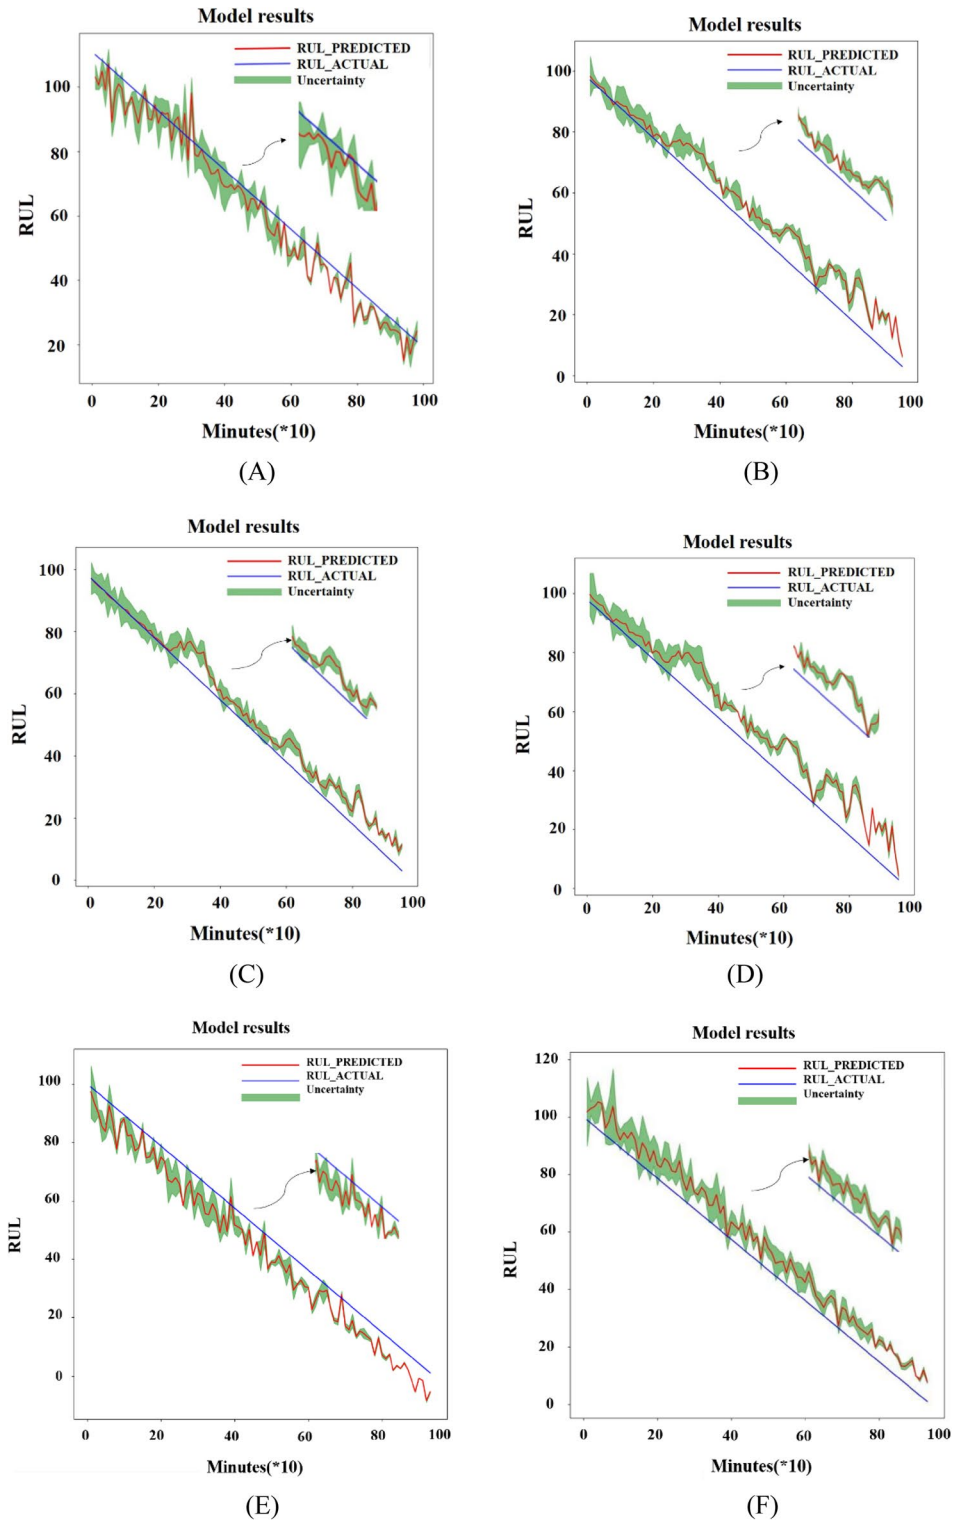 Model results
RUL_PREDICTED
RUL_ACTUAL
Uncertainty
100
80
60
40
20
RUL
0 20 40 60 80 100
Minutes(*10)
(A)
Model results
RUL_PREDICTED
RUL_ACTUAL
Uncertainty
100
80
60
40
20
0
RUL
0 20 40 60 80 100
Minutes(*10)
(B)
Model results
RUL_PREDICTED
RUL_ACTUAL
Uncertainty
100
80
60
40
20
0
RUL
0 20 40 60 80 100
Minutes(*10)
(C)
Model results
RUL_PREDICTED
RUL_ACTUAL
Uncertainty
100
80
60
40
20
0
RUL
0 20 40 60 80 100
Minutes(*10)
(D)
Model results
RUL_PREDICTED
RUL_ACTUAL
Uncertainty
100
80
60
40
20
0
RUL
0 20 40 60 80 100
Minutes(*10)
(E)
Model results
RUL_PREDICTED
RUL_ACTUAL
Uncertainty
120
100
80
60
40
20
0
RUL
0 20 40 60 80 100
Minutes(*10)
(F)